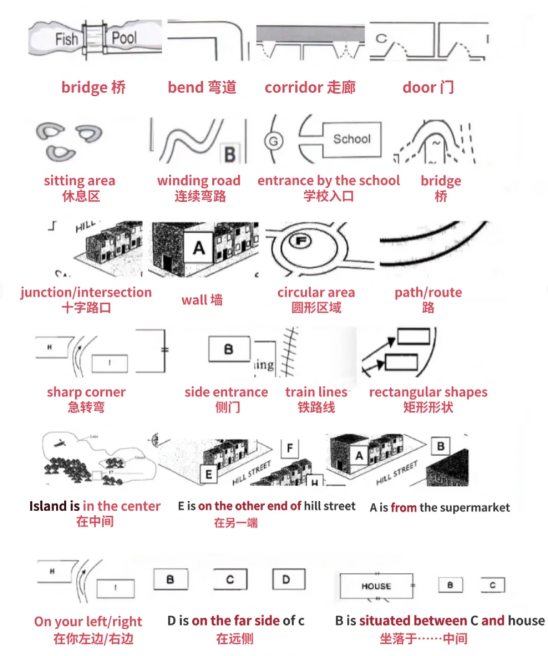 Fish Pool
C
bridge 桥 bend 弯道 corridor 走廊 door 门
B
G
School
sitting area winding road entrance by the school bridge
休息区 连续弯路 学校入口 桥
HILL
A
F
junction/intersection wall 墙 circular area path/route
十字路口 圆形区域 路
H
I
B
ing
sharp corner side entrance train lines rectangular shapes
急转弯 侧门 铁路线 矩形形状
E
HILL STREET
F
H
A
HILL STREET
B
Island is in the center E is on the other end of hill street A is from the supermarket
在中间 在另一端
H
I
B C D
HOUSE B C
On your left/right D is on the far side of c B is situated between C and house
在你左边/右边 在远侧 坐落于……中间